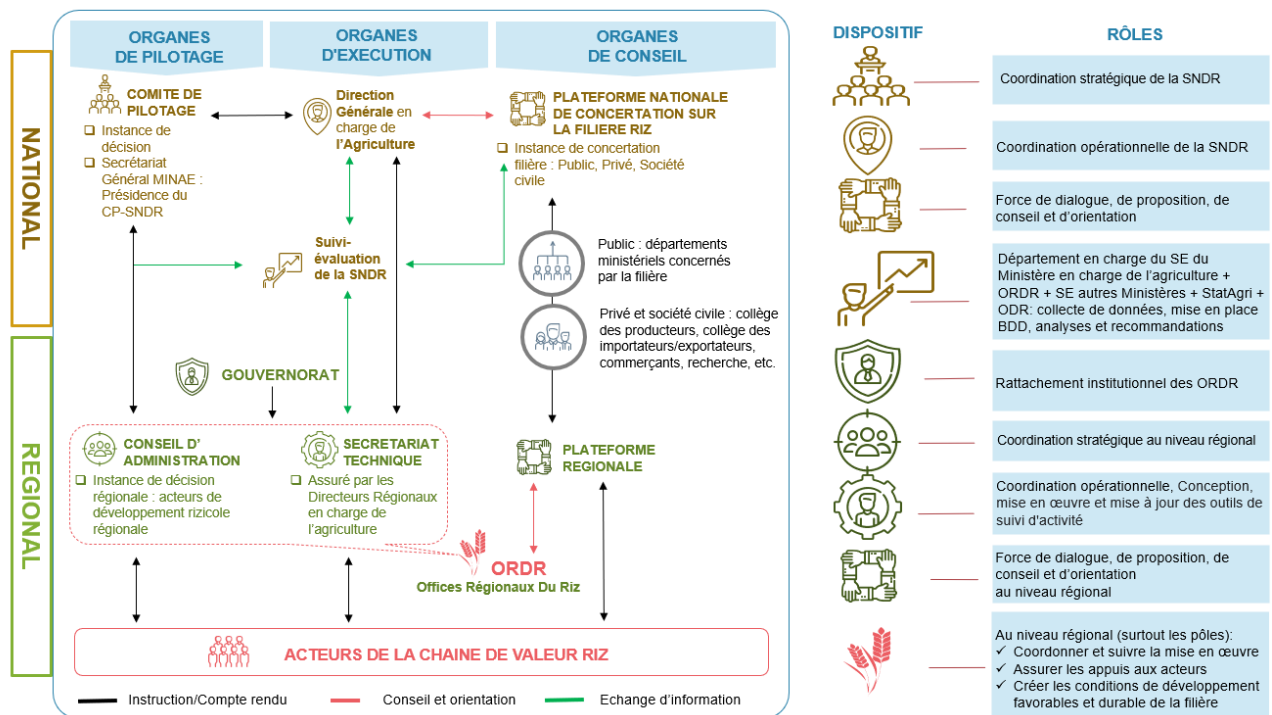 ORGANES
DE PILOTAGE
ORGANES
D'EXECUTION
ORGANES
DE CONSEIL
NATIONAL
COMITE DE
PILOTAGE
❑ Instance de
décision
❑ Secrétariat
Général MINAE :
Présidence du
CP-SNDR
Direction
Générale en
charge de
l'Agriculture
PLATEFORME NATIONALE
DE CONCERTATION SUR
LA FILIERE RIZ
❑ Instance de concertation
filière : Public, Privé, Société
civile
Suivi-
évaluation
de la SNDR
Public : départements
ministériels concernés
par la filière
Privé et société civile : collège
des producteurs, collège des
importateurs/exportateurs,
commerçants, recherche, etc.
REGIONAL
GOUVERNORAT
CONSEIL D'
ADMINISTRATION
❑ Instance de décision
régionale : acteurs de
développement rizicole
régionale
SECRETARIAT
TECHNIQUE
❑ Assuré par les
Directeurs Régionaux
en charge de
l'agriculture
PLATEFORME
REGIONALE
ORDR
Offices Régionaux Du Riz
ACTEURS DE LA CHAINE DE VALEUR RIZ
Instruction/Compte rendu
Conseil et orientation
Echange d'information
DISPOSITIF
RÔLES
Coordination stratégique de la SNDR
Coordination opérationnelle de la SNDR
Force de dialogue, de proposition, de
conseil et d'orientation
Département en charge du SE du
Ministère en charge de l'agriculture +
ORDR + SE autres Ministères + StatAgri +
ODR: collecte de données, mise en place
BDD, analyses et recommandations
Rattachement institutionnel des ORDR
Coordination stratégique au niveau régional
Coordination opérationnelle, Conception,
mise en œuvre et mise à jour des outils de
suivi d'activité
Force de dialogue, de proposition, de
conseil et d'orientation
au niveau régional
Au niveau régional (surtout les pôles):
✓ Coordonner et suivre la mise en œuvre
✓ Assurer les appuis aux acteurs
✓ Créer les conditions de développement
favorables et durable de la filière